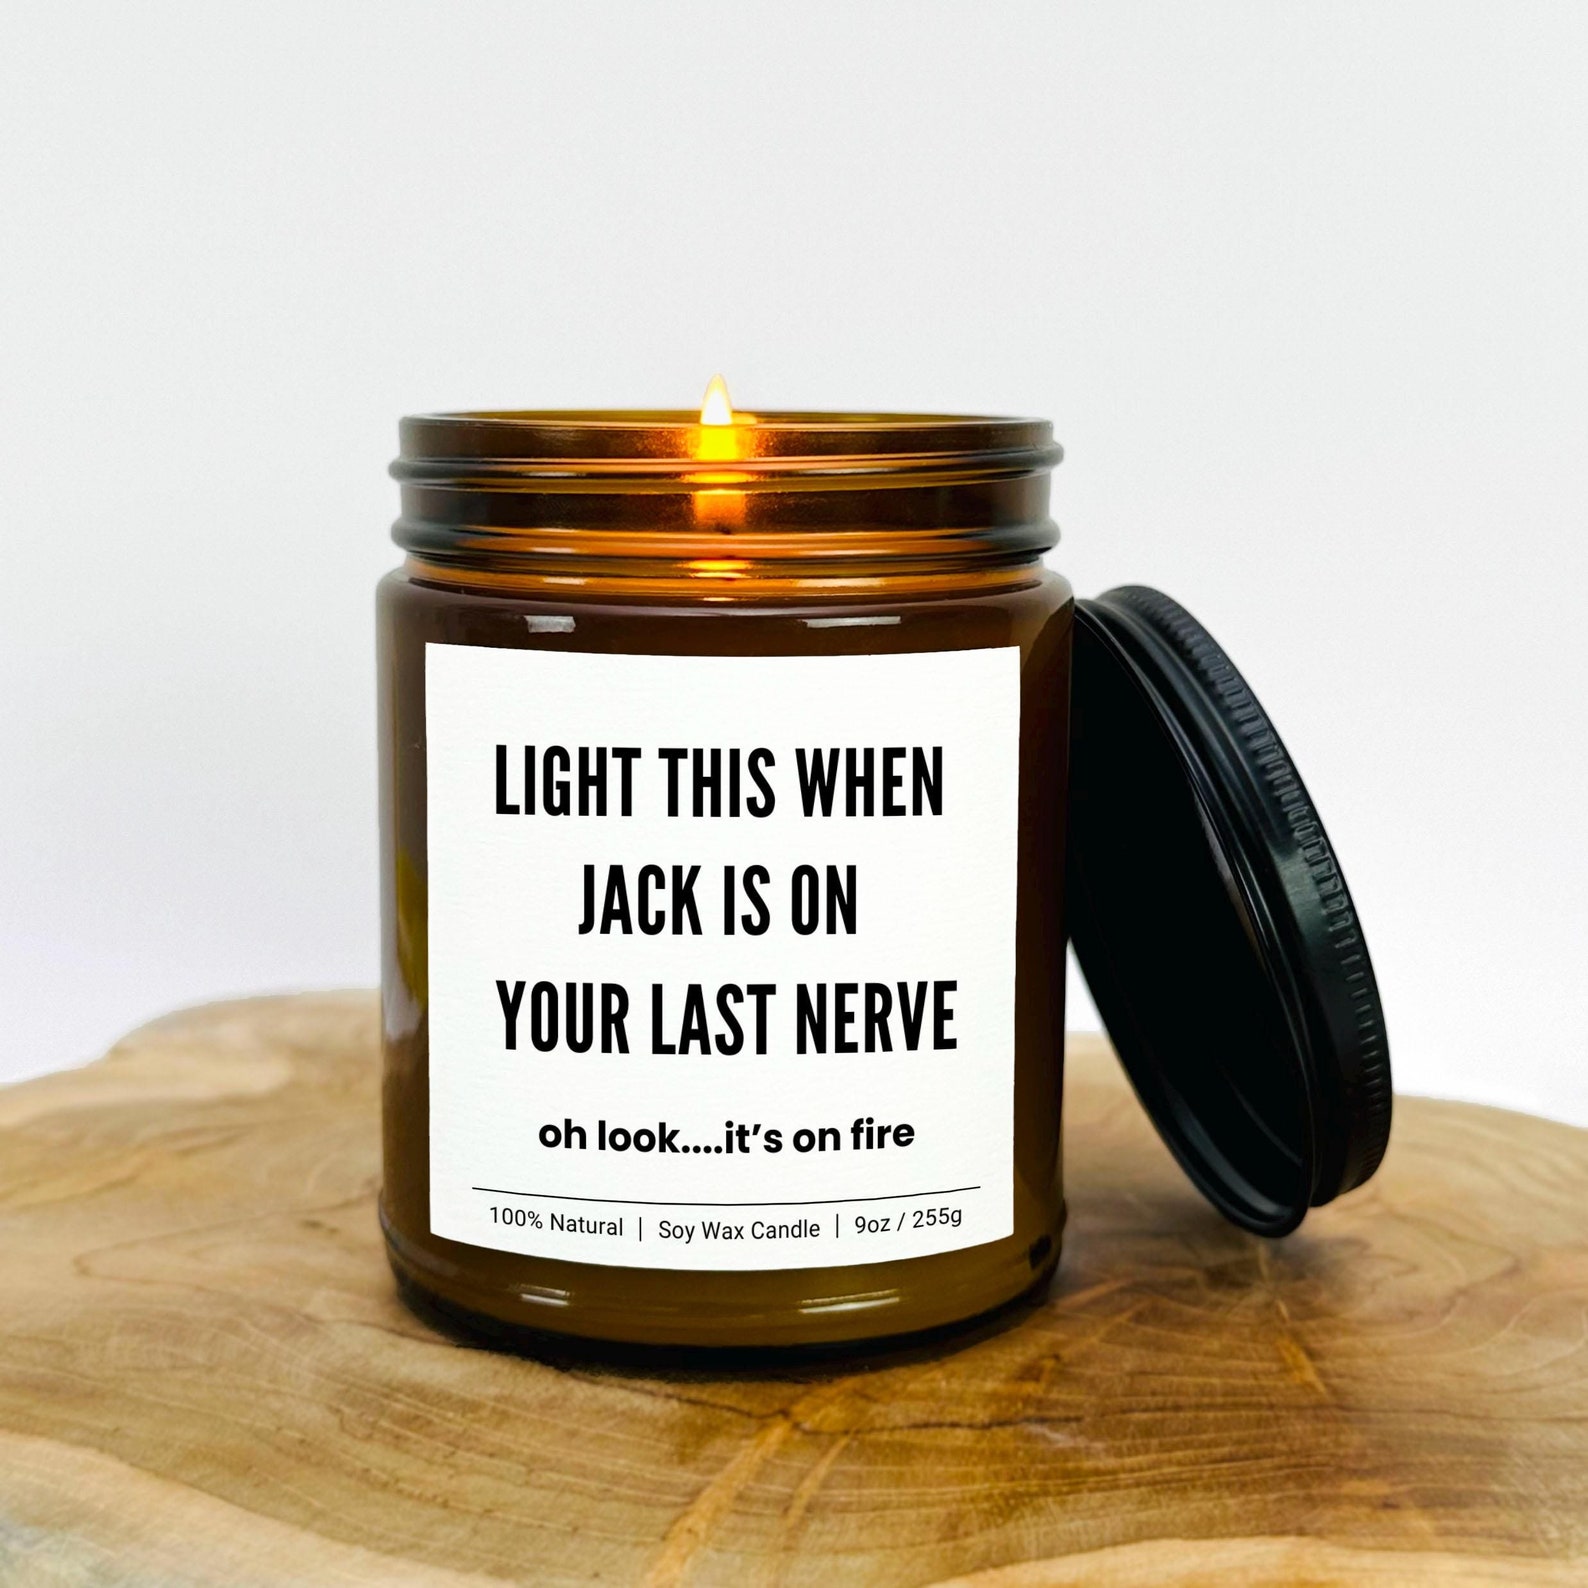 LIGHT THIS WHEN
JACK IS ON
YOUR LAST NERVE
oh look....it's on fire
100% Natural | Soy Wax Candle | 9oz / 255g